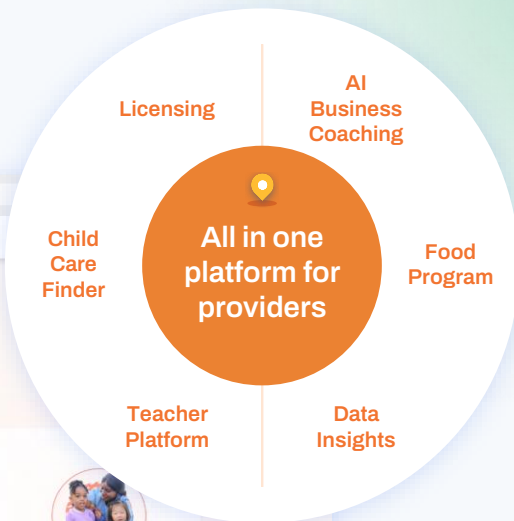 Licensing
AI
Business
Coaching
Child
Care
Finder
All in one
platform for
providers
Food
Program
Teacher
Platform
Data
Insights